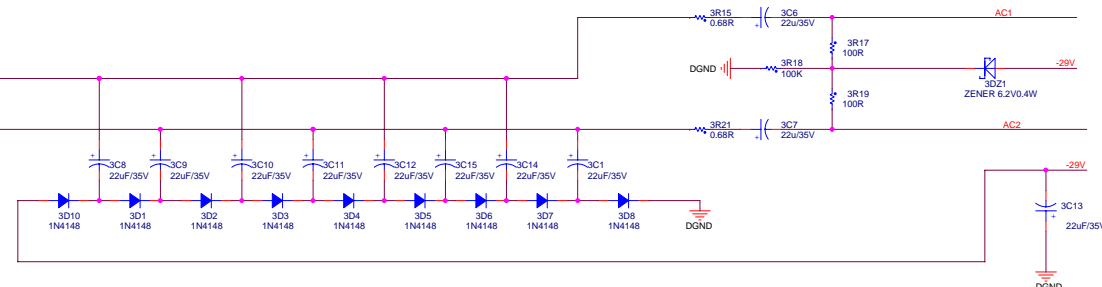 3R15
0.68R
3C6
22u/35V
AC1
3R17
100R
DGND
3R18
100K
-29V
3DZ1
ZENER 6.2V0.4W
3R19
100R
3R21
0.68R
3C7
22u/35V
AC2
3C8
22uF/35V
3C9
22uF/35V
3C10
22uF/35V
3C11
22uF/35V
3C12
22uF/35V
3C15
22uF/35V
3C14
22uF/35V
3C1
22uF/35V
-29V
3D10
1N4148
3D1
1N4148
3D2
1N4148
3D3
1N4148
3D4
1N4148
3D5
1N4148
3D6
1N4148
3D7
1N4148
3D8
1N4148
DGND
3C13
22uF/35V
DGND